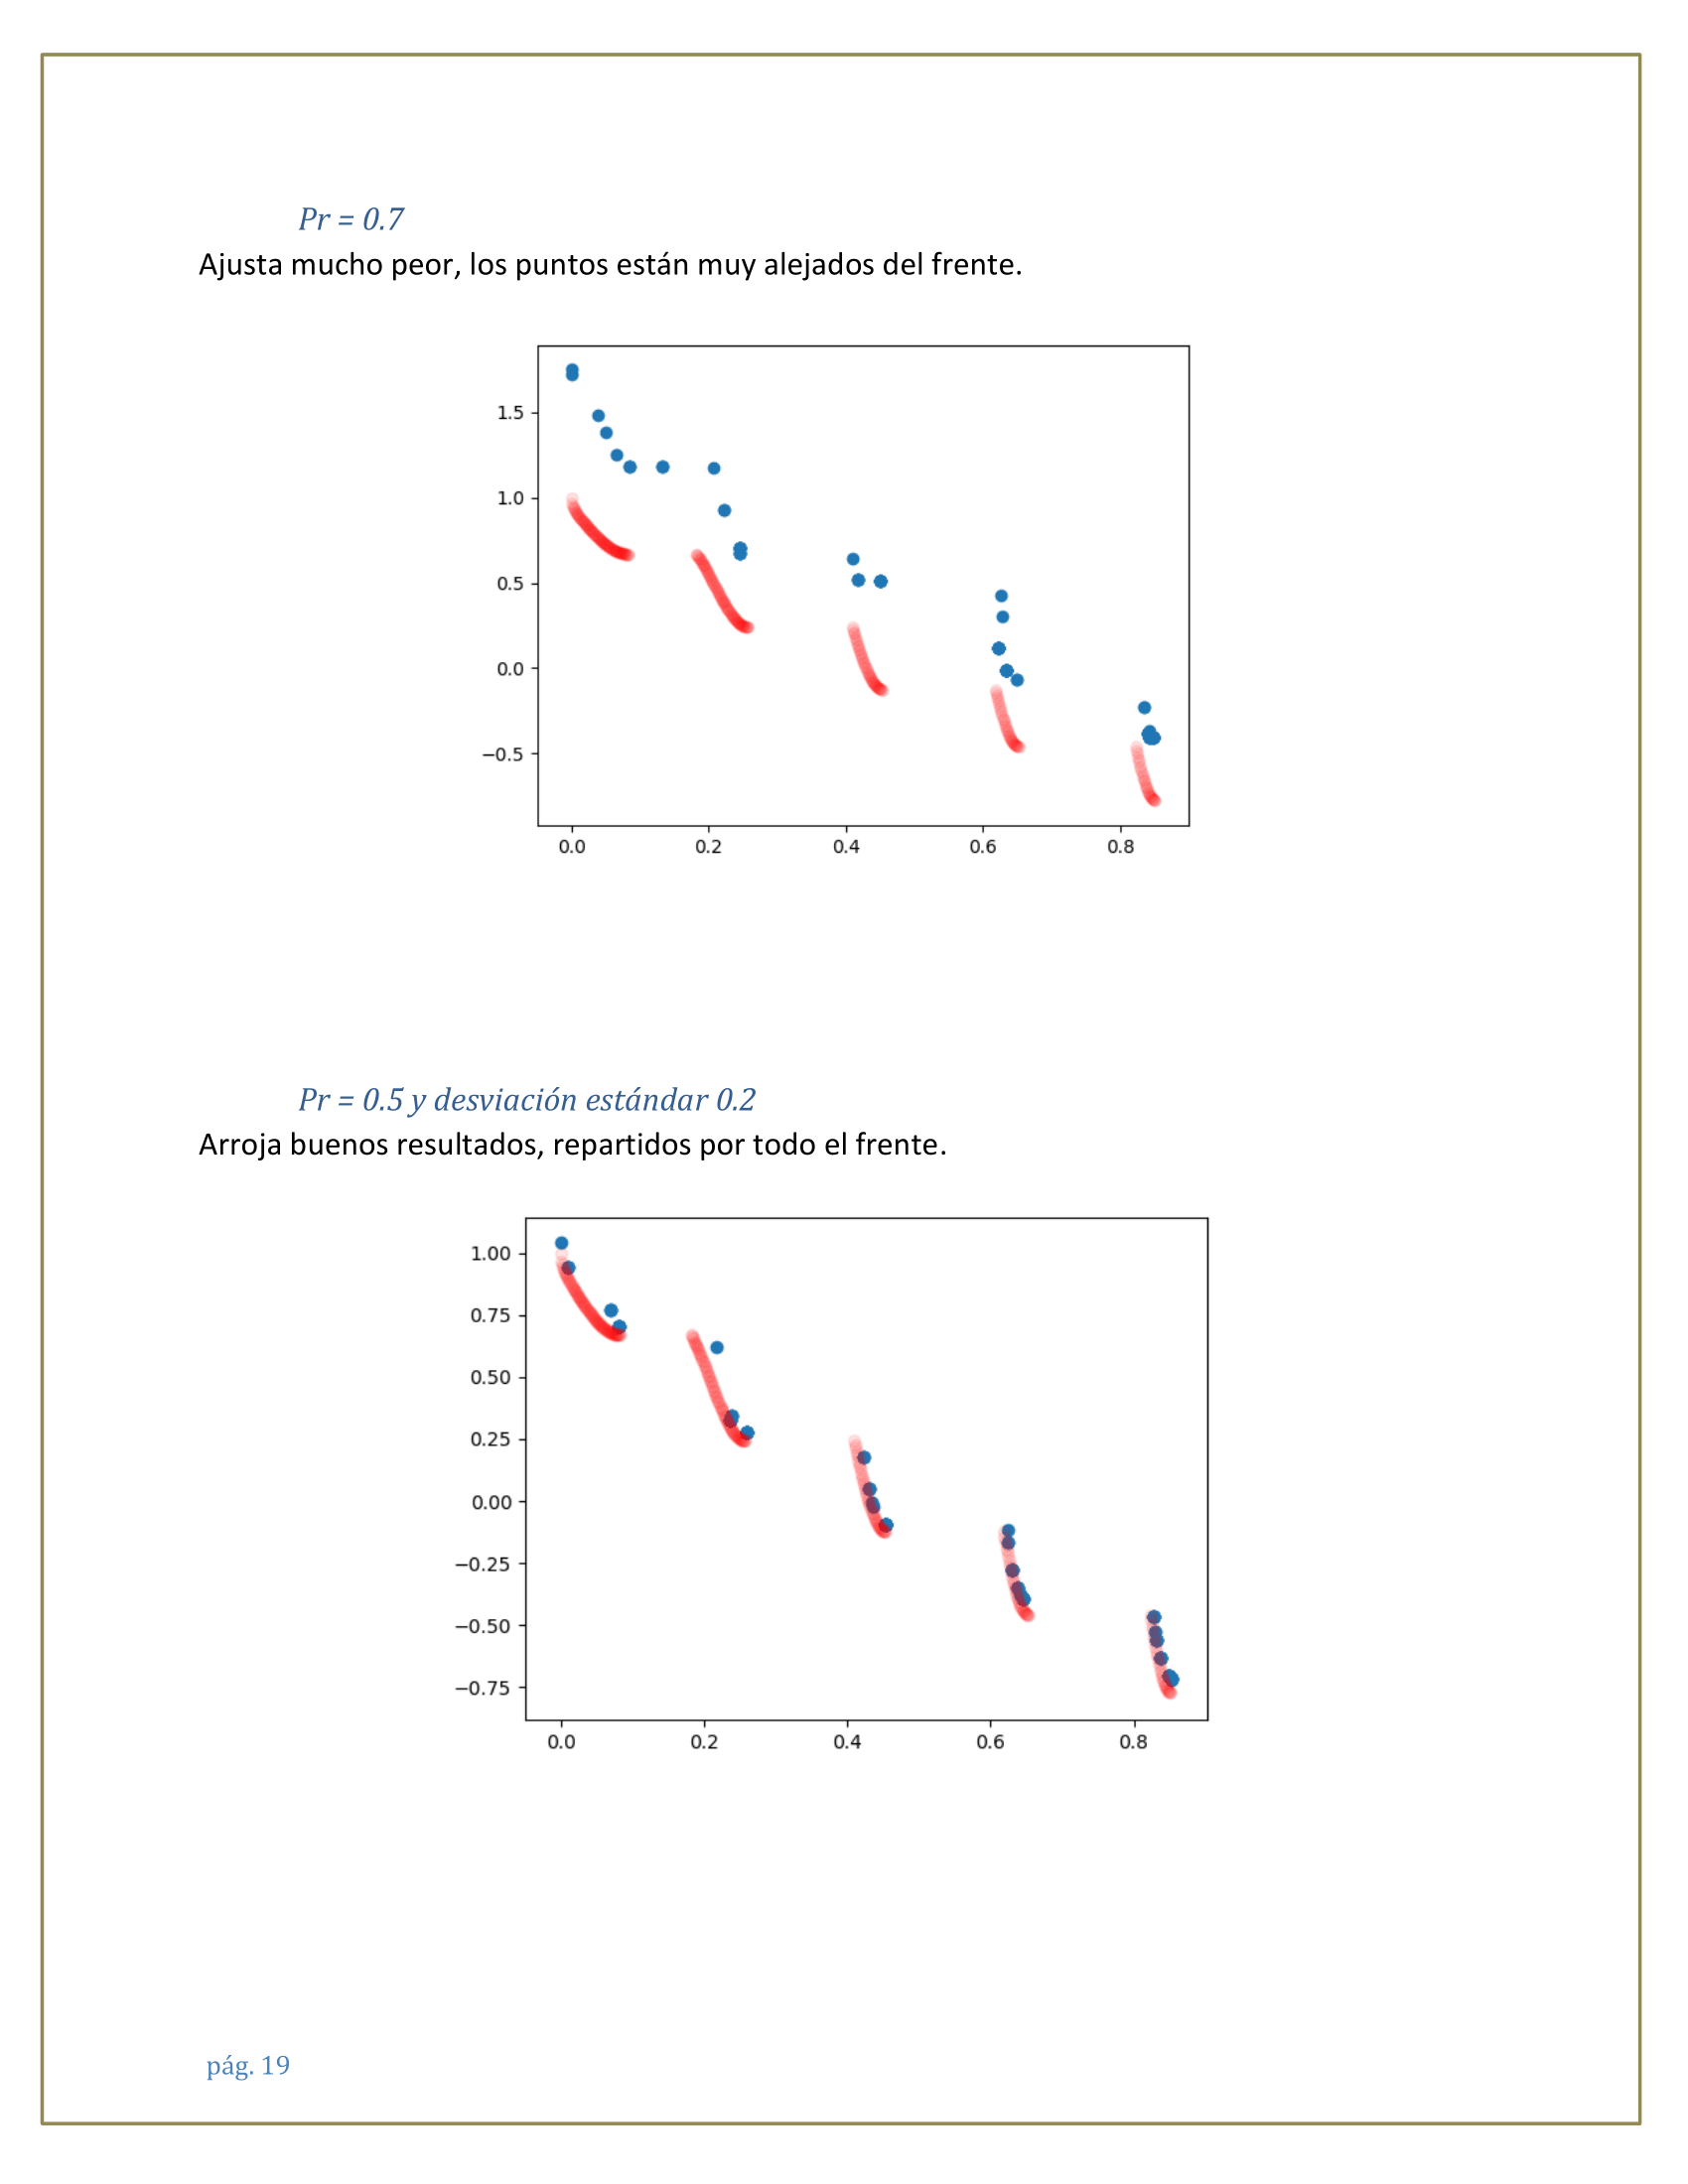 Pr = 0.7
Ajusta mucho peor, los puntos están muy alejados del frente.
1.5
1.0
0.5
0.0
−0.5
0.0 0.2 0.4 0.6 0.8
Pr = 0.5 y desviación estándar 0.2
Arroja buenos resultados, repartidos por todo el frente.
1.00
0.75
0.50
0.25
0.00
−0.25
−0.50
−0.75
0.0 0.2 0.4 0.6 0.8
pág. 19